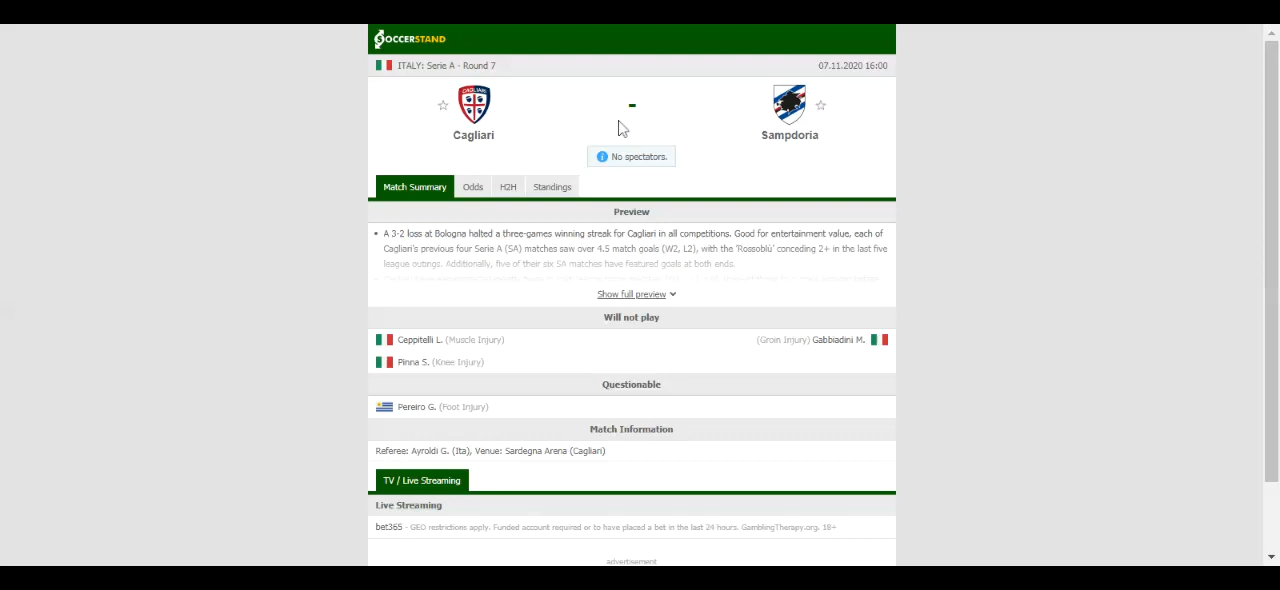 SOCCERSTAND
ITALY: Serie A - Round 7 07.11.2020 16:00
CAGLIARI
-
Cagliari Sampdoria
No spectators.
Match Summary Odds H2H Standings
Preview
• A 3-2 loss at Bologna halted a three-games winning streak for Cagliari in all competitions. Good for entertainment value, each of
Cagliari's previous four Serie A (SA) matches saw over 4.5 match goals (W2, L2), with the 'Rossoblu' conceding 2+ in the last five
league outings. Additionally, five of their six SA matches have featured goals at both ends.
Show full preview
Will not play
Ceppitelli L. (Muscle Injury) (Groin Injury) Gabbiadini M.
Pinna S. (Knee Injury)
Questionable
Pereiro G. (Foot Injury)
Match Information
Referee: Ayroldi G. (Ita), Venue: Sardegna Arena (Cagliari)
TV / Live Streaming
Live Streaming
bet365 - GEO restrictions apply. Funded account required or to have placed a bet in the last 24 hours. GamblingTherapy.org. 18+
advertisement